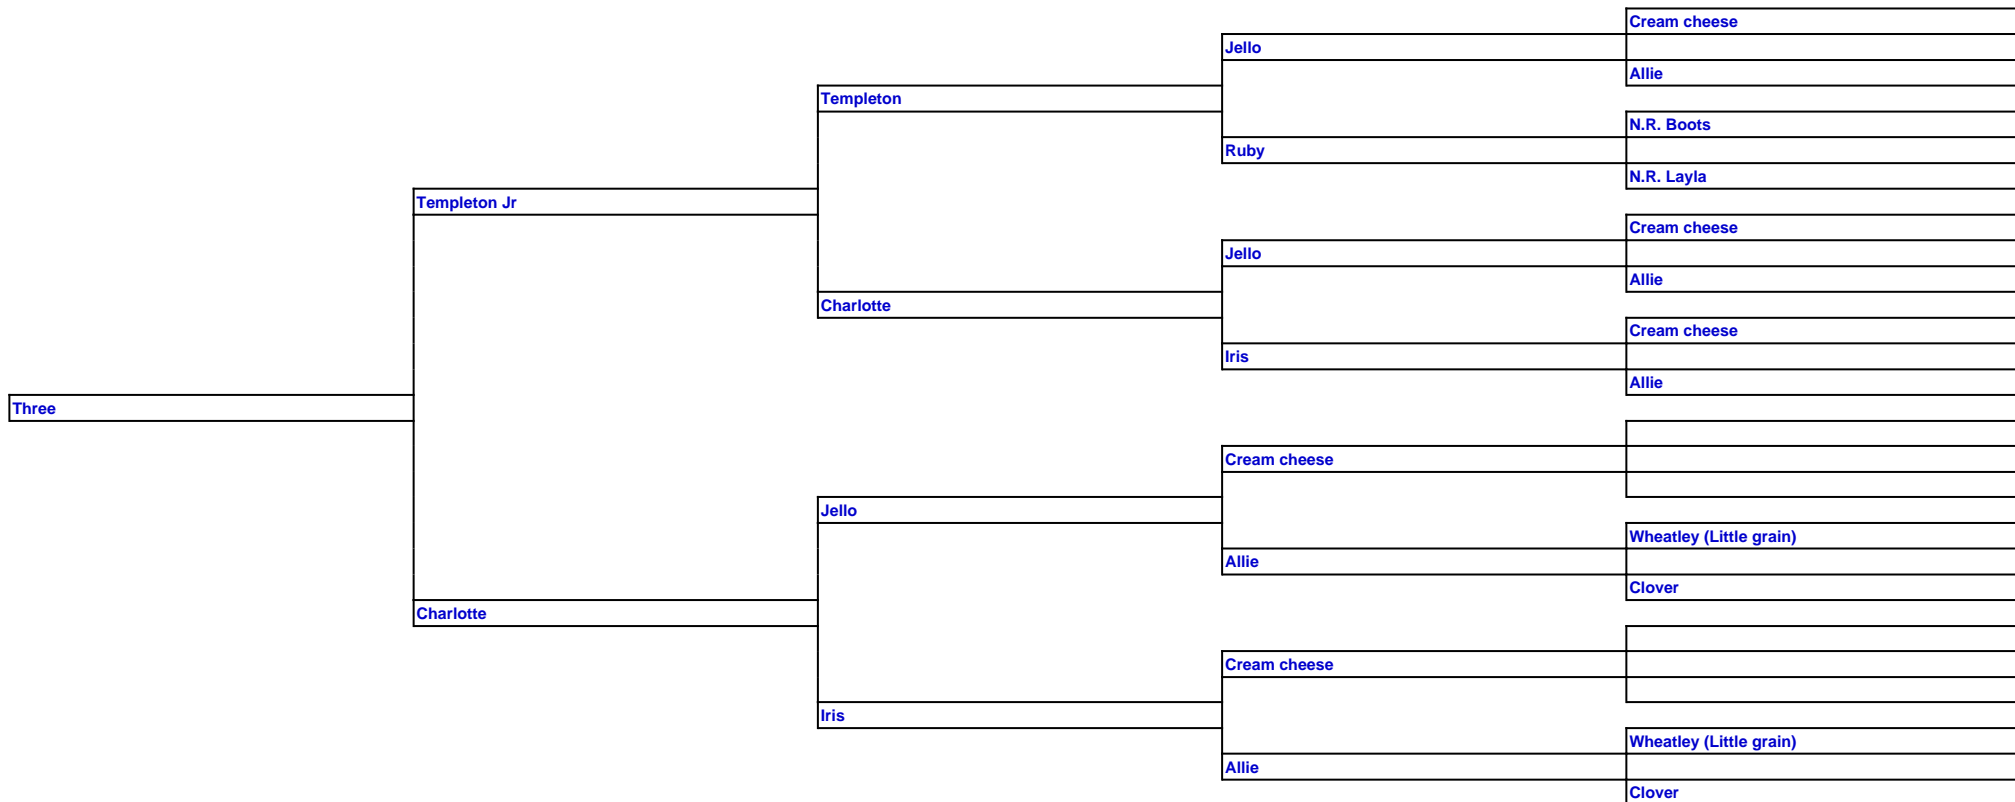 Cream cheese
Jello
Allie
Templeton
N.R. Boots
Ruby
N.R. Layla
Templeton Jr
Cream cheese
Jello
Allie
Charlotte
Cream cheese
Iris
Allie
Three
Cream cheese
Jello
Wheatley (Little grain)
Allie
Clover
Charlotte
Cream cheese
Iris
Wheatley (Little grain)
Allie
Clover